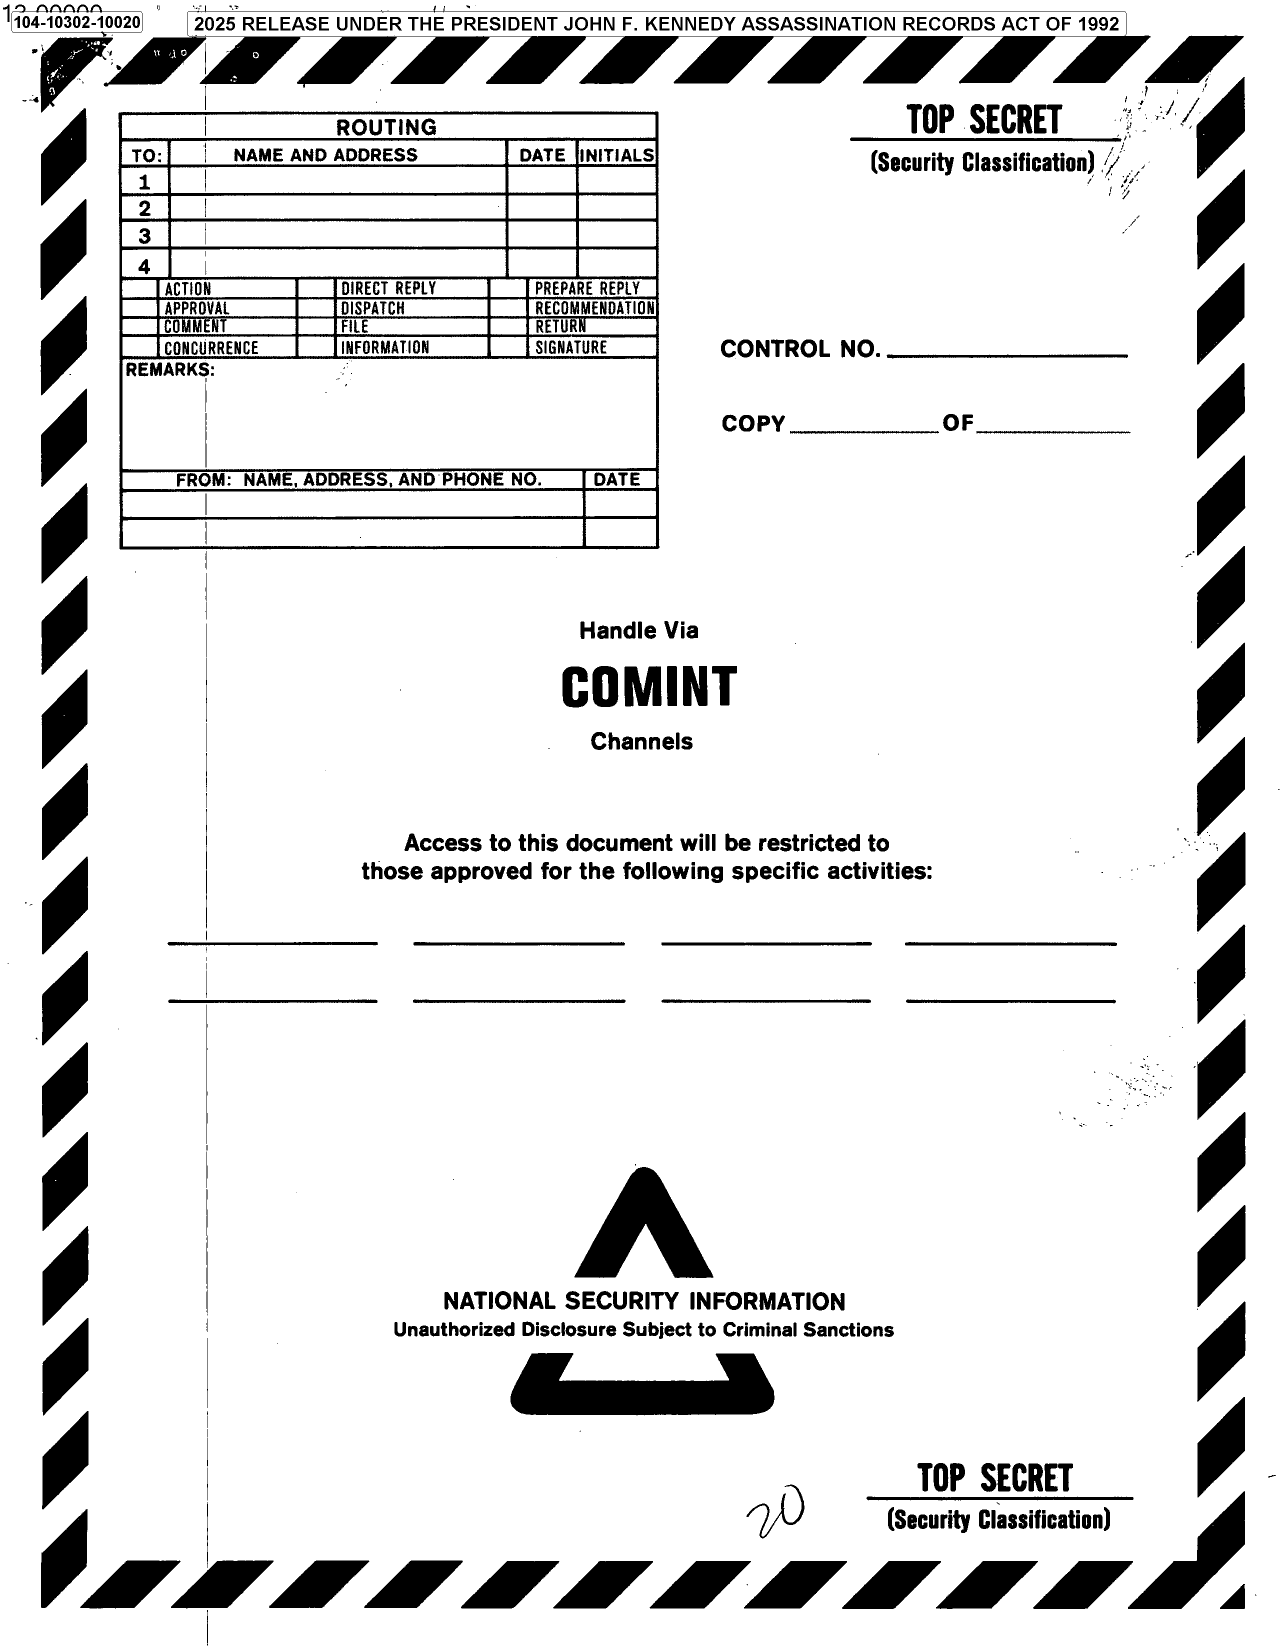 104-10302-10020
2025 RELEASE UNDER THE PRESIDENT JOHN F. KENNEDY ASSASSINATION RECORDS ACT OF 1992
TOP SECRET
(Security Classification)
ROUTING
TO: NAME AND ADDRESS DATE INITIALS
1
2
3
4
ACTION DIRECT REPLY PREPARE REPLY
APPROVAL DISPATCH RECOMMENDATION
COMMENT FILE RETURN
CONCURRENCE INFORMATION SIGNATURE
REMARKS:
FROM: NAME, ADDRESS, AND PHONE NO. DATE
CONTROL NO.
COPY OF
Handle Via
COMINT
Channels
Access to this document will be restricted to
those approved for the following specific activities:
NATIONAL SECURITY INFORMATION
Unauthorized Disclosure Subject to Criminal Sanctions
20
TOP SECRET
(Security Classification)